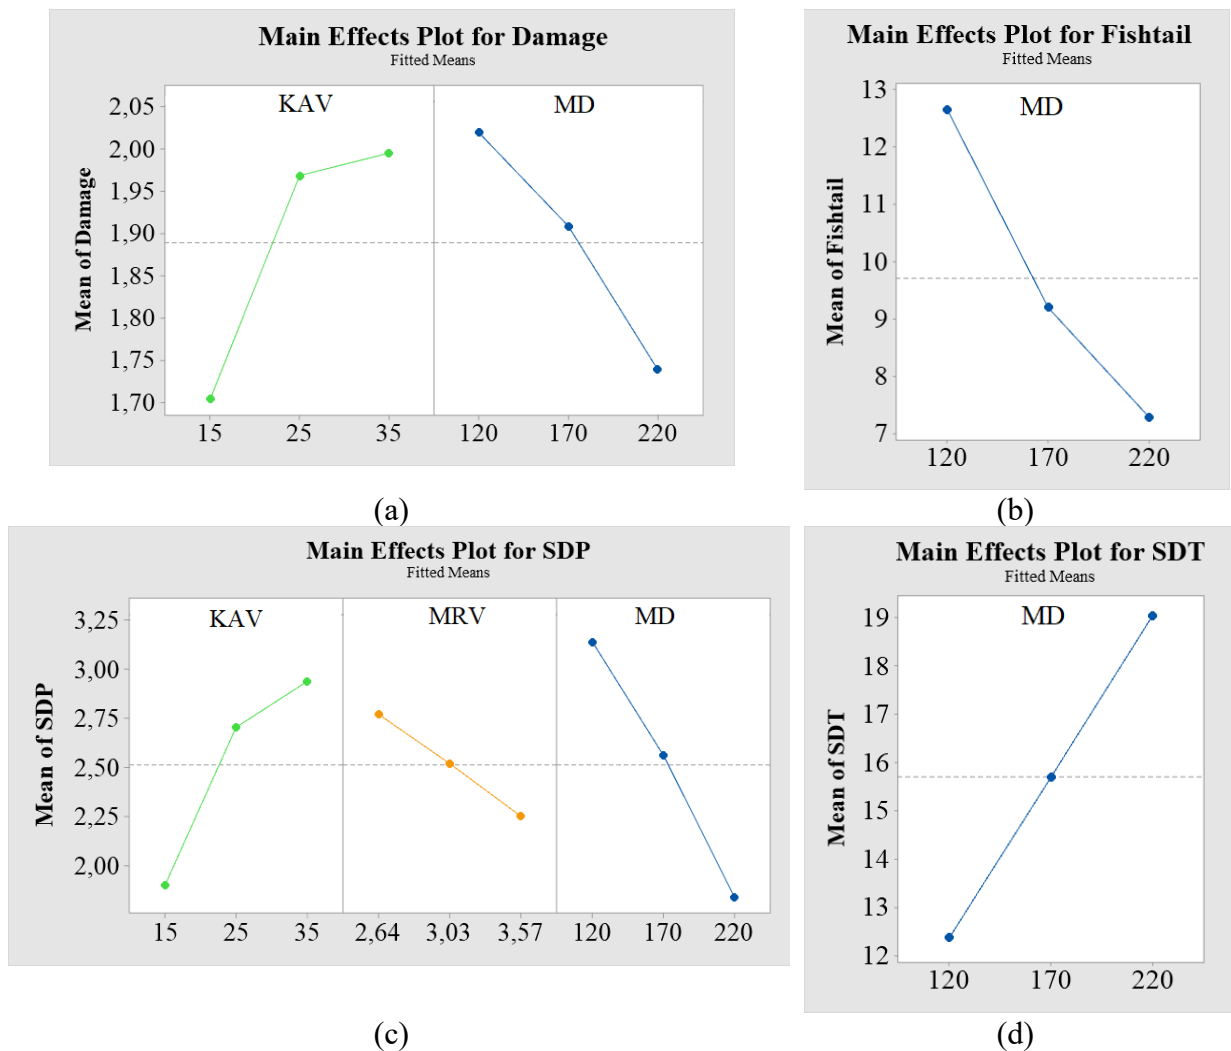 Main Effects Plot for Damage
Fitted Means
KAV MD
Mean of Damage
2,05
2,00
1,95
1,90
1,85
1,80
1,75
1,70
15 25 35 120 170 220
(a)
Main Effects Plot for Fishtail
Fitted Means
MD
Mean of Fishtail
13
12
11
10
9
8
7
120 170 220
(b)
Main Effects Plot for SDP
Fitted Means
KAV MRV MD
Mean of SDP
3,25
3,00
2,75
2,50
2,25
2,00
15 25 35 2,64 3,03 3,57 120 170 220
(c)
Main Effects Plot for SDT
Fitted Means
MD
Mean of SDT
19
18
17
16
15
14
13
12
120 170 220
(d)